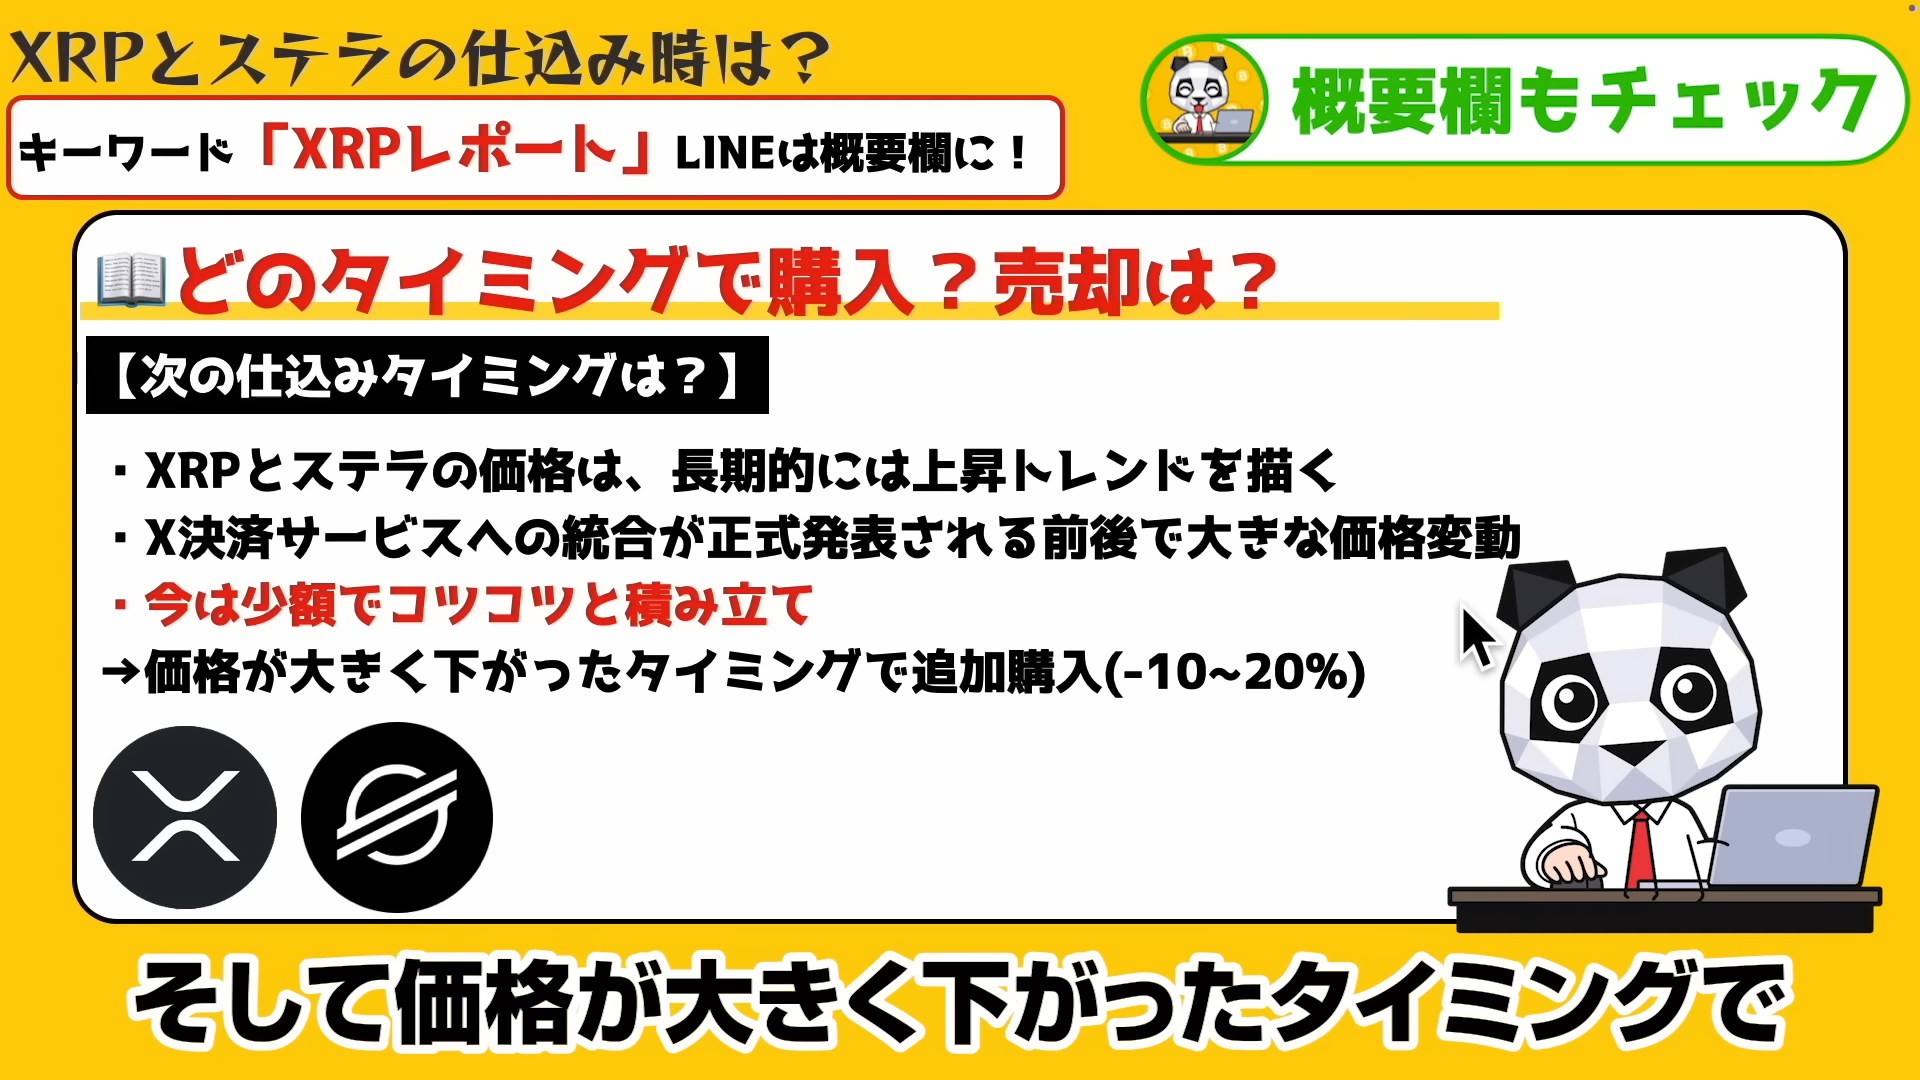 XRPとステラの仕込み時は？
キーワード「XRPレポート」LINEは概要欄に！
概要欄もチェック
どのタイミングで購入？売却は？
【次の仕込みタイミングは？】
・XRPとステラの価格は、長期的には上昇トレンドを描く
・X決済サービスへの統合が正式発表される前後で大きな価格変動
・今は少額でコツコツと積み立て
→価格が大きく下がったタイミングで追加購入(-10~20%)
そして価格が大きく下がったタイミングで